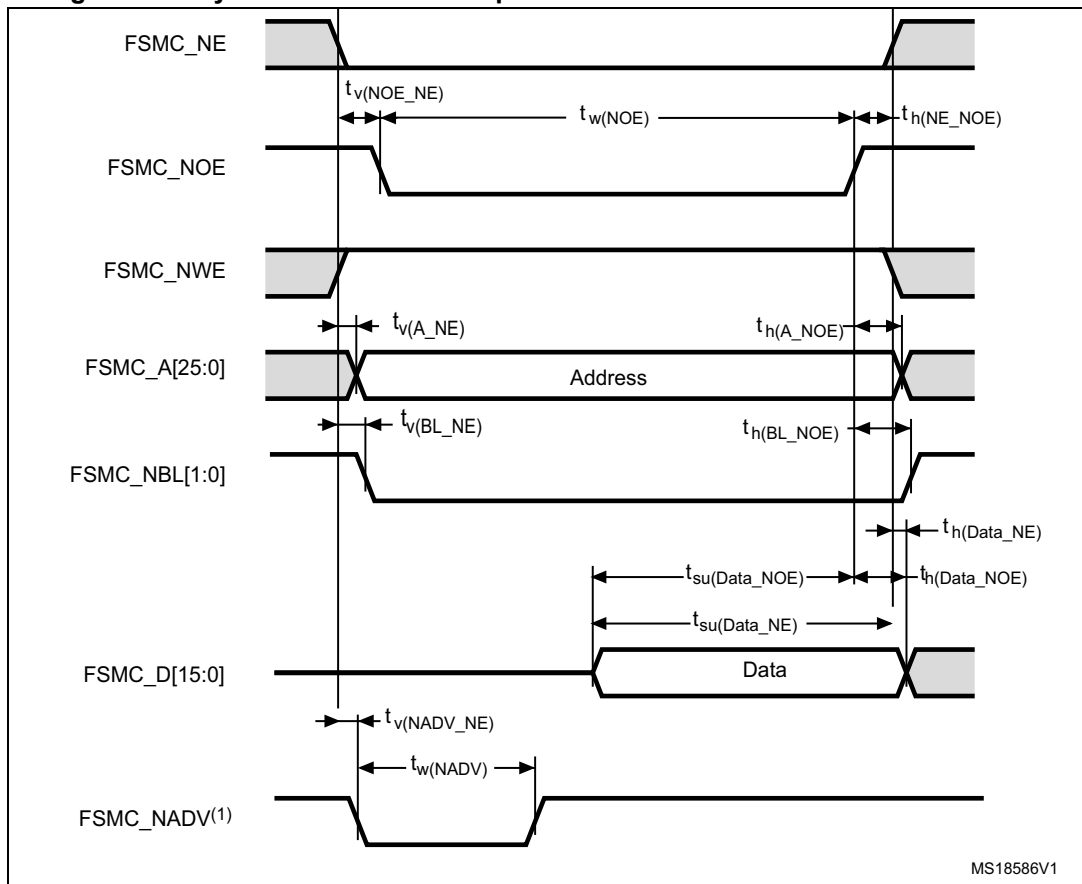 FSMC_NE
tv(NOE_NE)
tw(NOE)
th(NE_NOE)
FSMC_NOE
FSMC_NWE
tv(A_NE)
th(A_NOE)
FSMC_A[25:0]
Address
tv(BL_NE)
th(BL_NOE)
FSMC_NBL[1:0]
th(Data_NE)
tsu(Data_NOE)
th(Data_NOE)
tsu(Data_NE)
FSMC_D[15:0]
Data
tv(NADV_NE)
tw(NADV)
FSMC_NADV(1)
MS18586V1